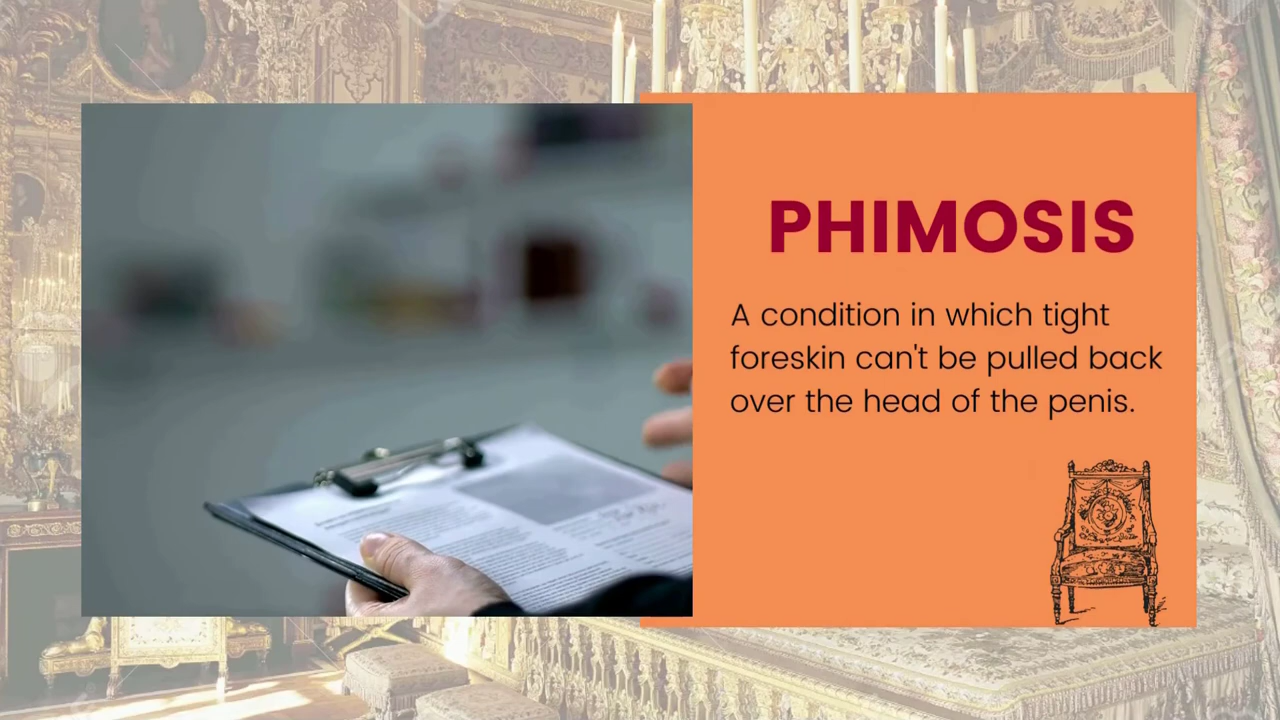 PHIMOSIS
A condition in which tight
foreskin can't be pulled back
over the head of the penis.